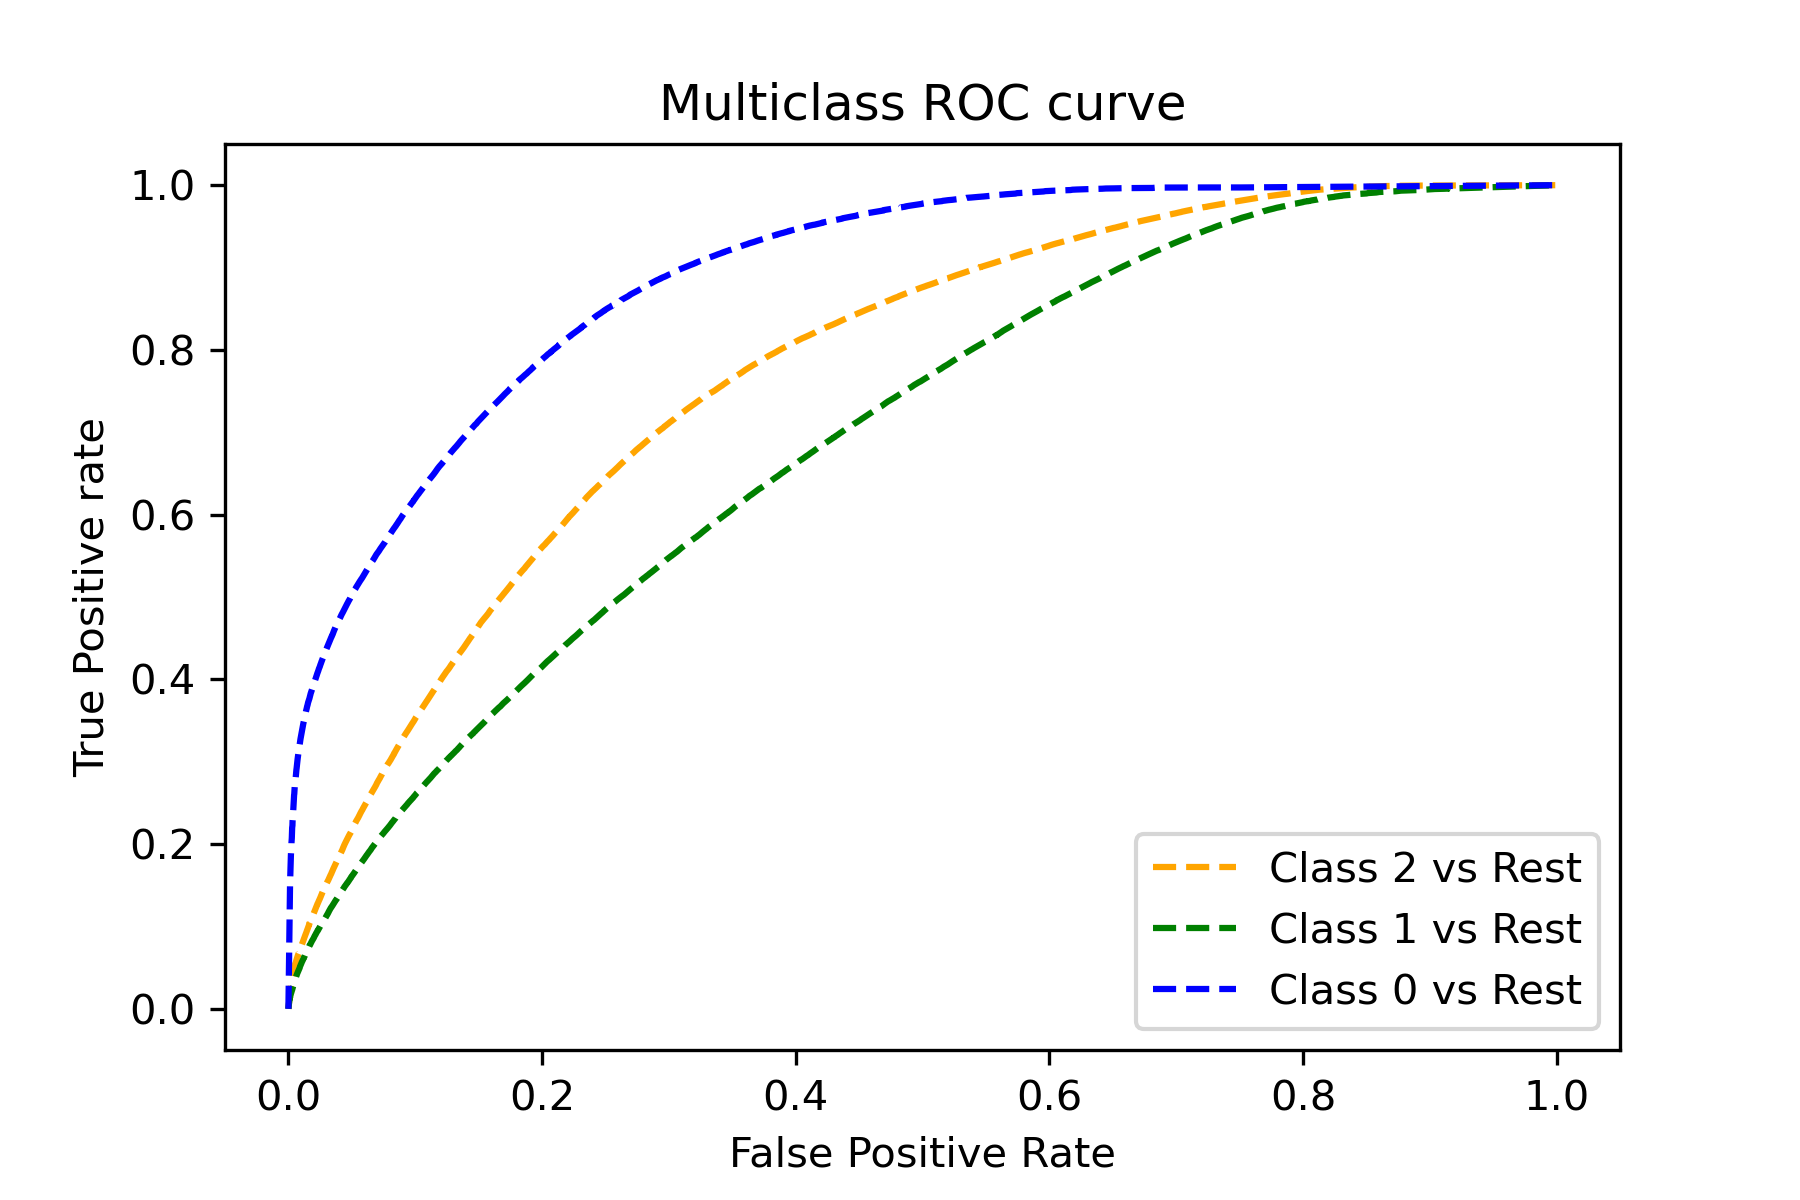 Multiclass ROC curve
True Positive rate
1.0
0.8
0.6
0.4
0.2
0.0
Class 2 vs Rest
Class 1 vs Rest
Class 0 vs Rest
0.0 0.2 0.4 0.6 0.8 1.0
False Positive Rate